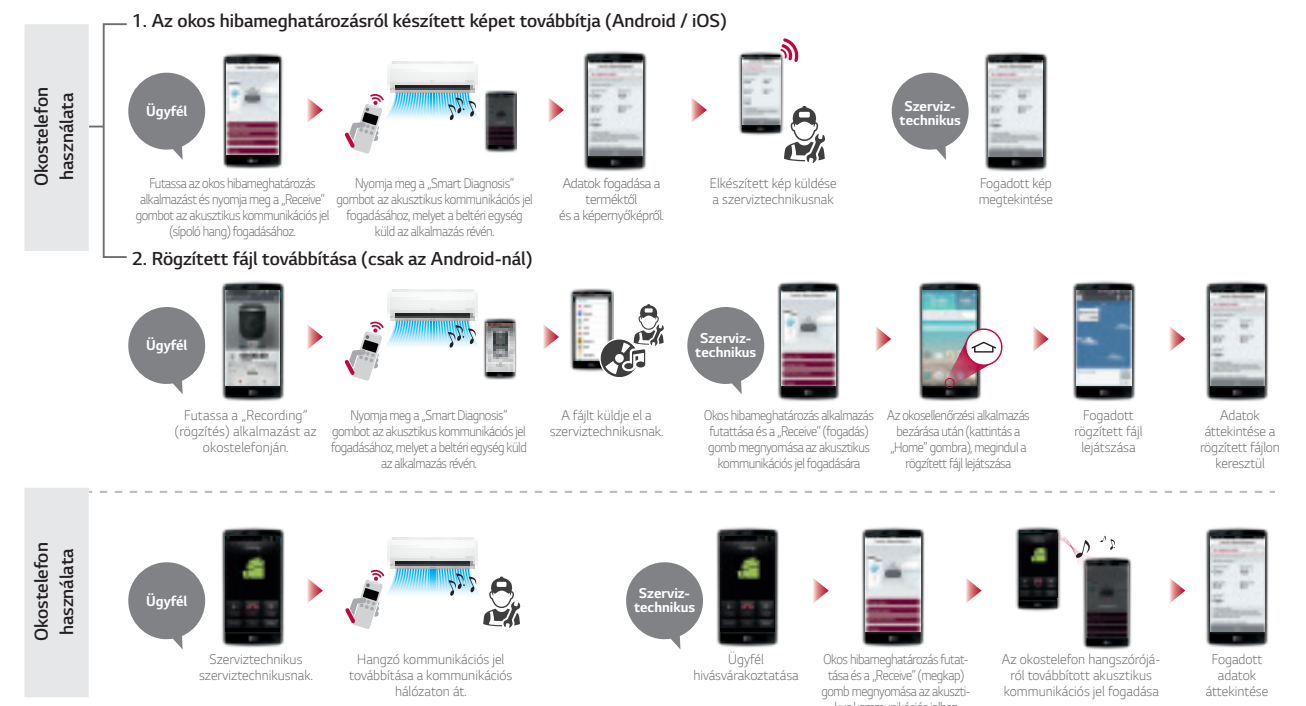 Okostelefon
használata
1. Az okos hibameghatározásról készített képet továbbítja (Android / iOS)
Ügyfél
Futassa az okos hibameghatározás
alkalmazást és nyomja meg a „Receive"
gombot az akusztikus kommunikációs jel
(sípoló hang) fogadásához.
Nyomja meg a „Smart Diagnosis"
gombot az akusztikus kommunikációs jel
fogadásához, melyet a beltéri egység
küld az alkalmazás révén.
Adatok fogadása a
terméktől
és a képernyőképről.
Elkészített kép küldése
a szerviztechnikusnak
Szerviz-
technikus
Fogadott kép
megtekintése
2. Rögzített fájl továbbítása (csak az Android-nál)
Ügyfél
Futassa a „Recording"
(rögzítés) alkalmazást az
okostelefonján.
Nyomja meg a „Smart Diagnosis"
gombot az akusztikus kommunikációs jel
fogadásához, melyet a beltéri egység küld
az alkalmazás révén.
A fájlt küldje el a
szerviztechnikusnak.
Szerviz-
technikus
Okos hibameghatározás alkalmazás
futtatása és a „Receive" (fogadás)
gomb megnyomása az akusztikus
kommunikációs jel fogadására
Az okosellenőrzési alkalmazás
bezárása után (kattintás a
„Home" gombra), megindul a
rögzített fájl lejátszása
Fogadott
rögzített fájl
lejátszása
Adatok
áttekintése a
rögzített fájlon
keresztül
Okostelefon
használata
Ügyfél
Szerviztechnikus
szerviztechnikusnak.
Hangzó kommunikációs jel
továbbítása a kommunikációs
hálózaton át.
Szerviz-
technikus
Ügyfél
hívásvárakoztatása
Okos hibameghatározás futat-
tása és a „Receive" (megkap)
gomb megnyomása az akuszti-
Az okostelefon hangszórójá-
ról továbbított akusztikus
kommunikációs jel fogadása
Fogadott
adatok
áttekintése